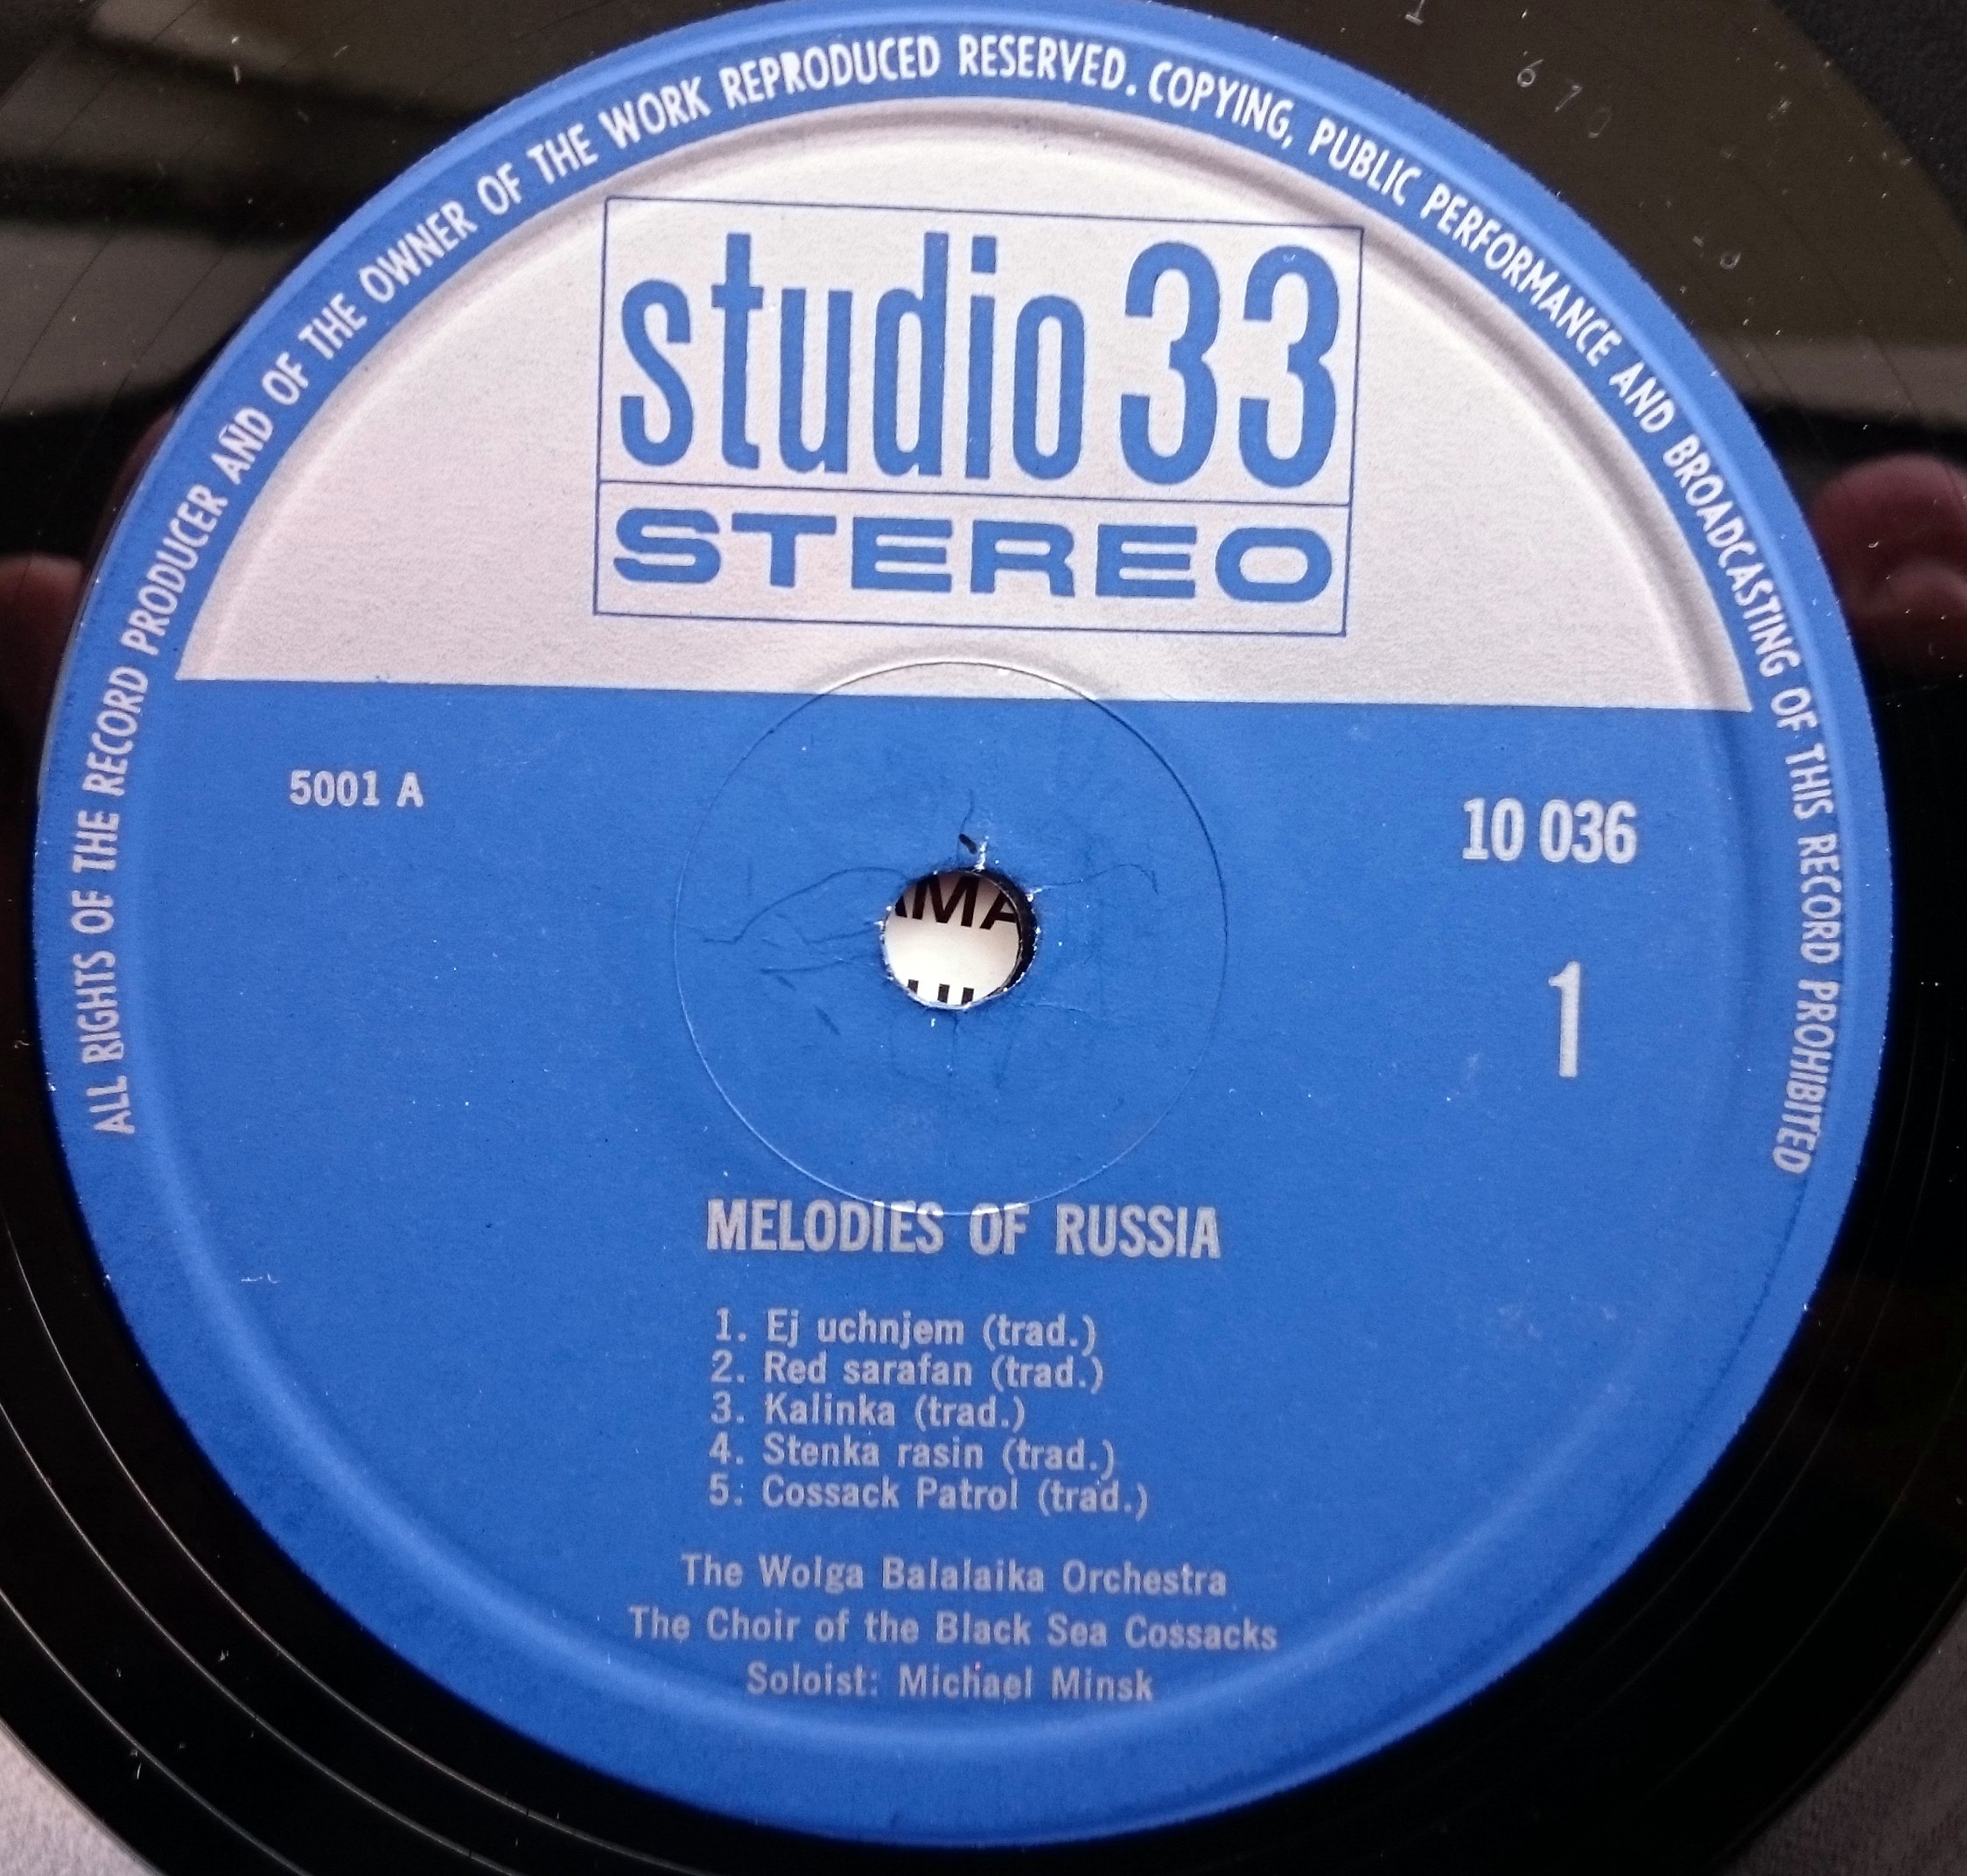 ALL RIGHTS OF THE RECORD PRODUCER AND OF THE OWNER OF THE WORK REPRODUCED RESERVED. COPYING, PUBLIC PERFORMANCE AND BROADCASTING OF THIS RECORD PROHIBITED
studio 33
STEREO
5001 A
10 036
1
MELODIES OF RUSSIA
1. Ej uchnjem (trad.)
2. Red sarafan (trad.)
3. Kalinka (trad.)
4. Stenka rasin (trad.)
5. Cossack Patrol (trad.)
The Wolga Balalaika Orchestra
The Choir of the Black Sea Cossacks
Soloist: Michael Minsk